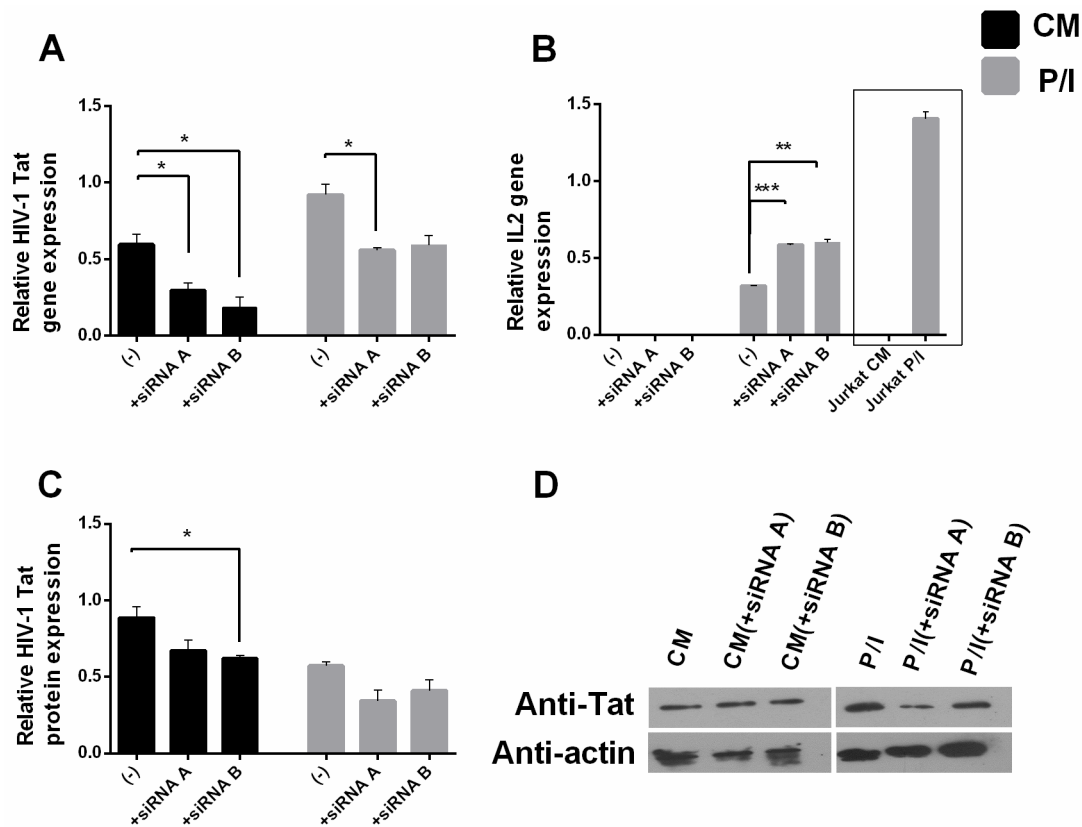 CM
P/I
A
Relative HIV-1 Tat
gene expression
1.5
1.0
0.5
0.0
*
*
*
(-)
+siRNA A
+siRNA B
(-)
+siRNA A
+siRNA B
B
Relative IL2 gene
expression
1.5
1.0
0.5
0.0
**
***
(-)
+siRNA A
+siRNA B
(-)
+siRNA A
+siRNA B
Jurkat CM
Jurkat P/I
C
Relative HIV-1 Tat
protein expression
1.5
1.0
0.5
0.0
*
(-)
+siRNA A
+siRNA B
(-)
+siRNA A
+siRNA B
D
CM
CM(+siRNA A)
CM(+siRNA B)
P/I
P/I(+siRNA A)
P/I(+siRNA B)
Anti-Tat
Anti-actin